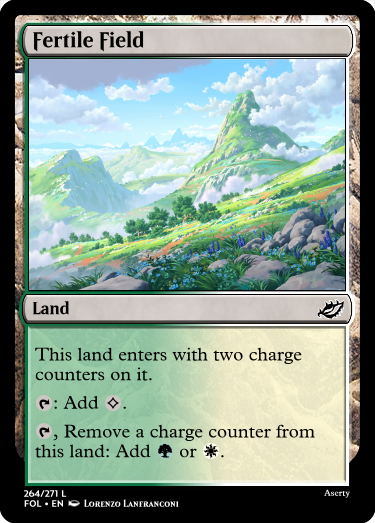 Fertile Field
Land
This land enters with two charge
counters on it.
: Add .
, Remove a charge counter from
this land: Add or .
264/271 L
FOL • EN Lorenzo Lanfranconi
Aserty